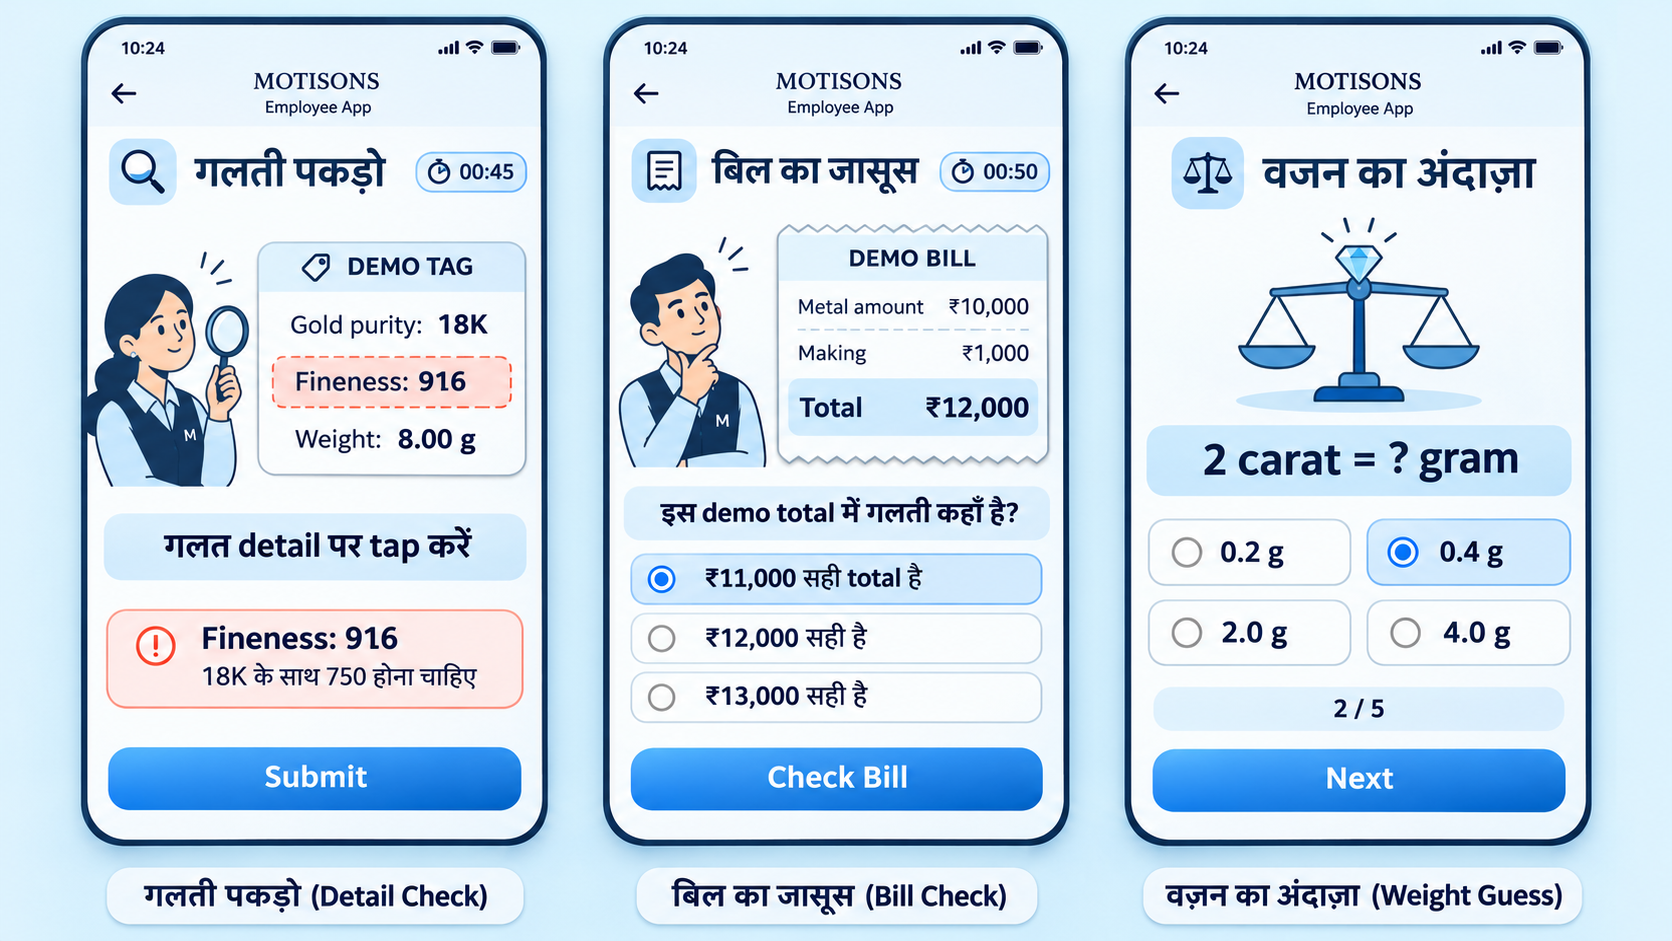 10:24
MOTISONS
Employee App
गलती पकड़ो
00:45
DEMO TAG
Gold purity: 18K
Fineness: 916
Weight: 8.00 g
M
गलत detail पर tap करें
Fineness: 916
18K के साथ 750 होना चाहिए
Submit
गलती पकड़ो (Detail Check)
10:24
MOTISONS
Employee App
बिल का जासूस
00:50
DEMO BILL
Metal amount ₹10,000
Making ₹1,000
Total ₹12,000
M
इस demo total में गलती कहाँ है?
₹11,000 सही total है
₹12,000 सही है
₹13,000 सही है
Check Bill
बिल का जासूस (Bill Check)
10:24
MOTISONS
Employee App
वजन का अंदाज़ा
2 carat = ? gram
0.2 g
0.4 g
2.0 g
4.0 g
2 / 5
Next
वज़न का अंदाज़ा (Weight Guess)